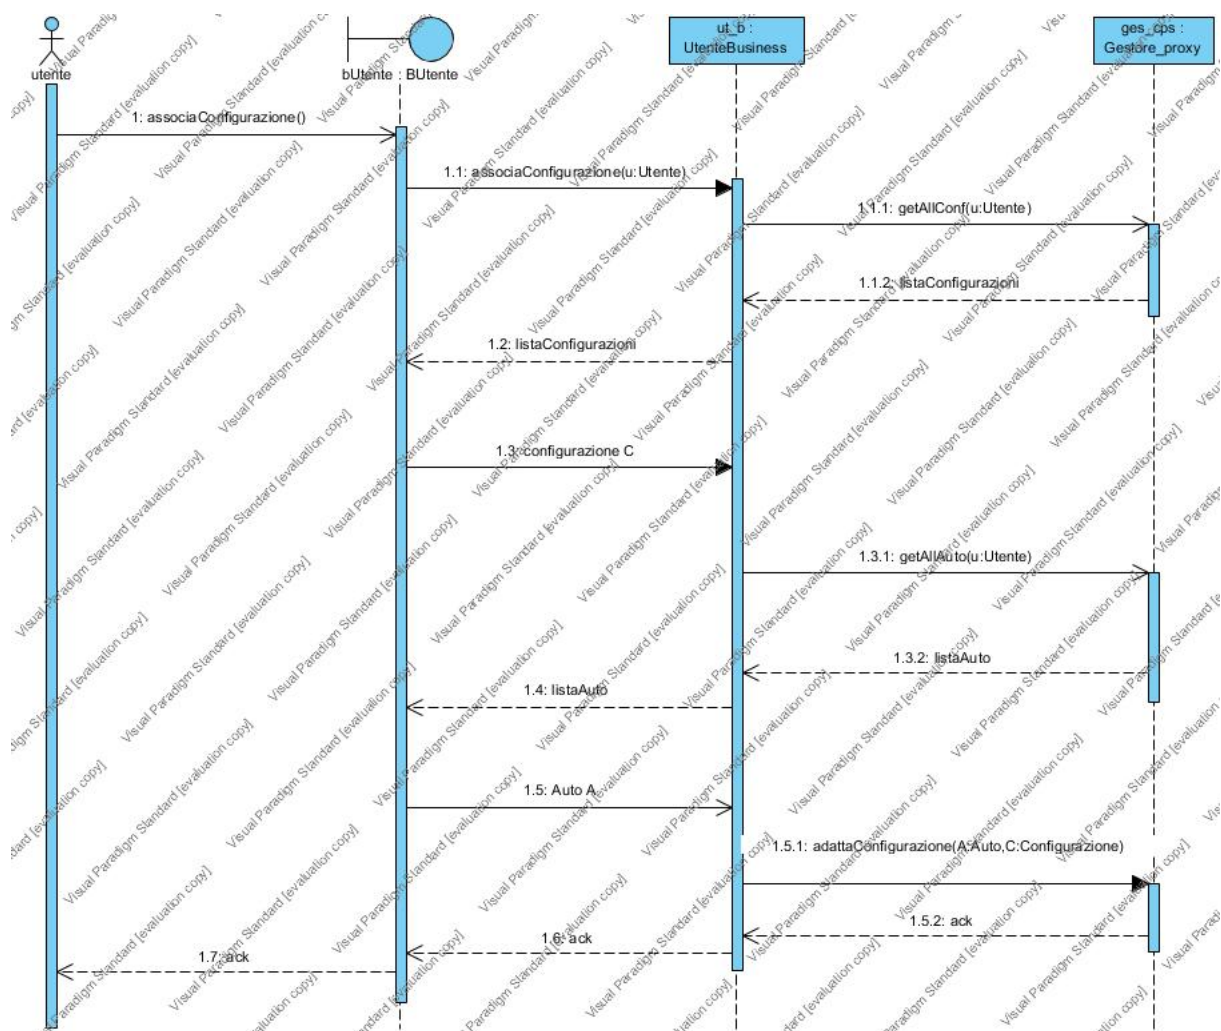 utente
bUtente : BUtente
ut_b :
UtenteBusiness
ges_cps :
Gestore_proxy
1: associaConfigurazione()
1.1: associaConfigurazione(u:Utente)
1.1.1: getAllConf(u:Utente)
1.1.2: listaConfigurazioni
1.2: listaConfigurazioni
1.3: configurazione C
1.3.1: getAllAuto(u:Utente)
1.3.2: listaAuto
1.4: listaAuto
1.5: Auto A
1.5.1: adattaConfigurazione(A:Auto,C:Configurazione)
1.5.2: ack
1.6: ack
1.7: ack
Visual Paradigm Standard [evaluation copy]